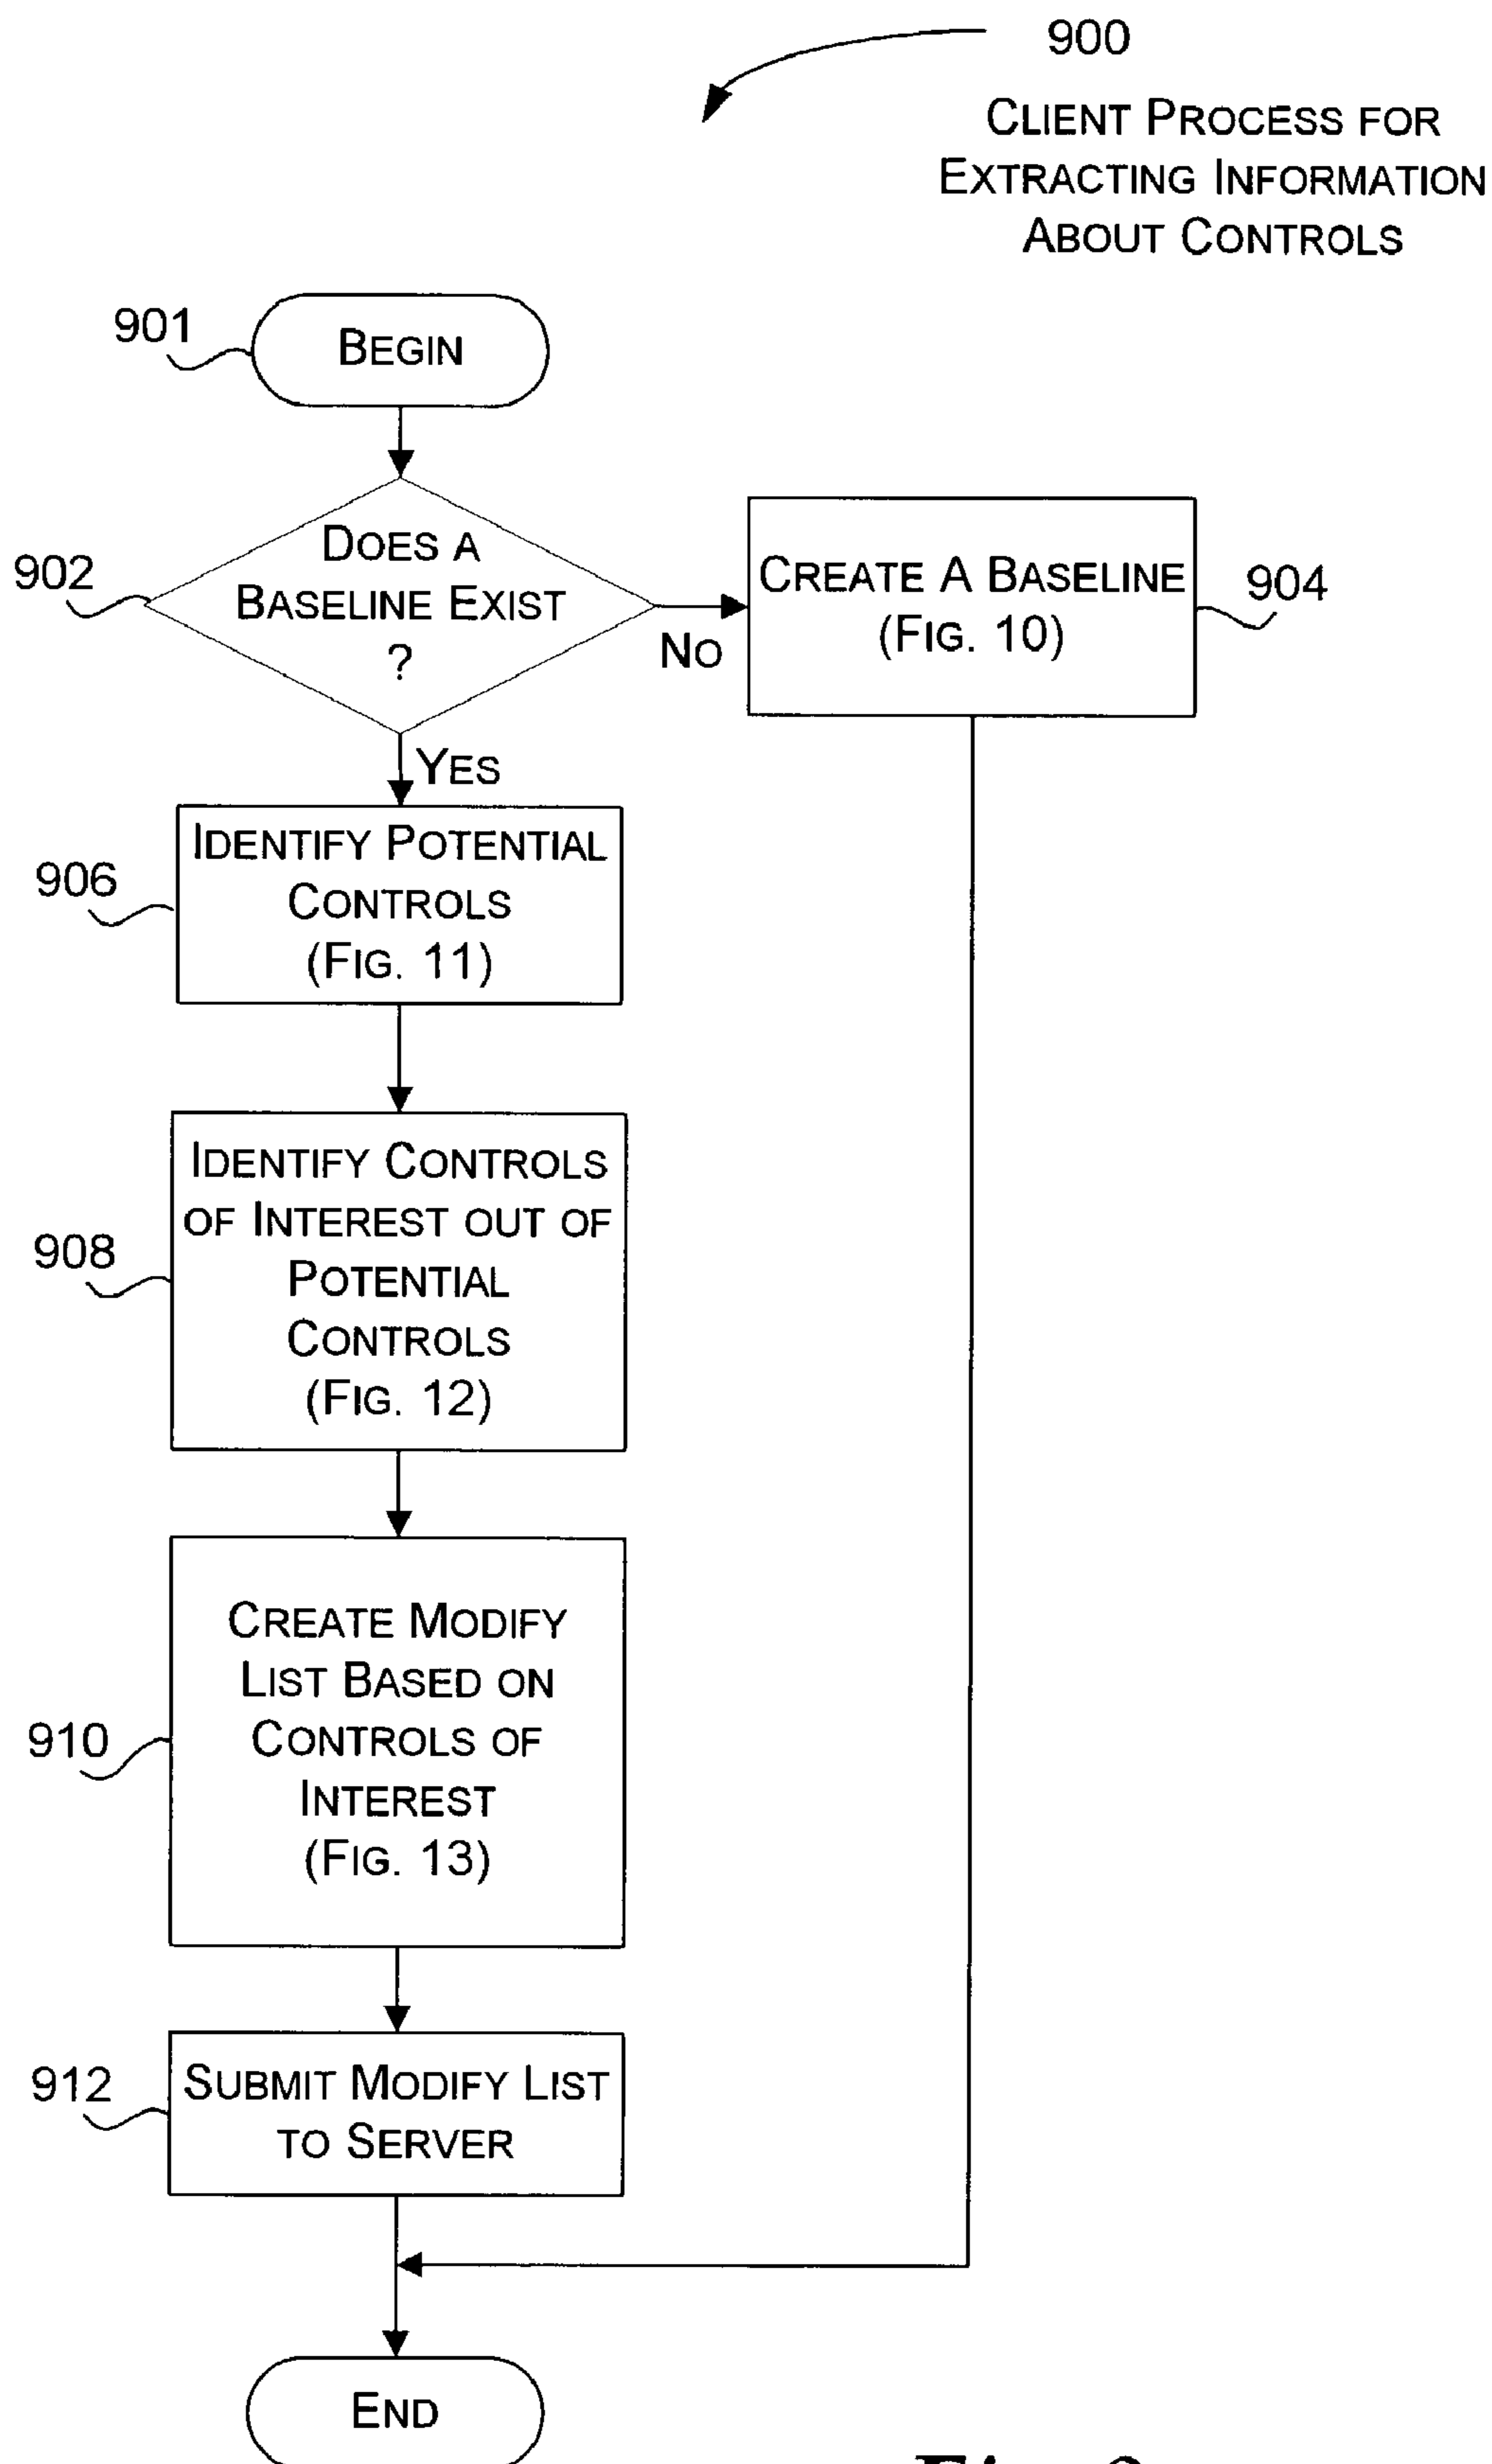 900
CLIENT PROCESS FOR
EXTRACTING INFORMATION
ABOUT CONTROLS
901
BEGIN
902
DOES A
BASELINE EXIST
?
NO
CREATE A BASELINE
(FIG. 10)
904
YES
906
IDENTIFY POTENTIAL
CONTROLS
(FIG. 11)
908
IDENTIFY CONTROLS
OF INTEREST OUT OF
POTENTIAL
CONTROLS
(FIG. 12)
910
CREATE MODIFY
LIST BASED ON
CONTROLS OF
INTEREST
(FIG. 13)
912
SUBMIT MODIFY LIST
TO SERVER
END